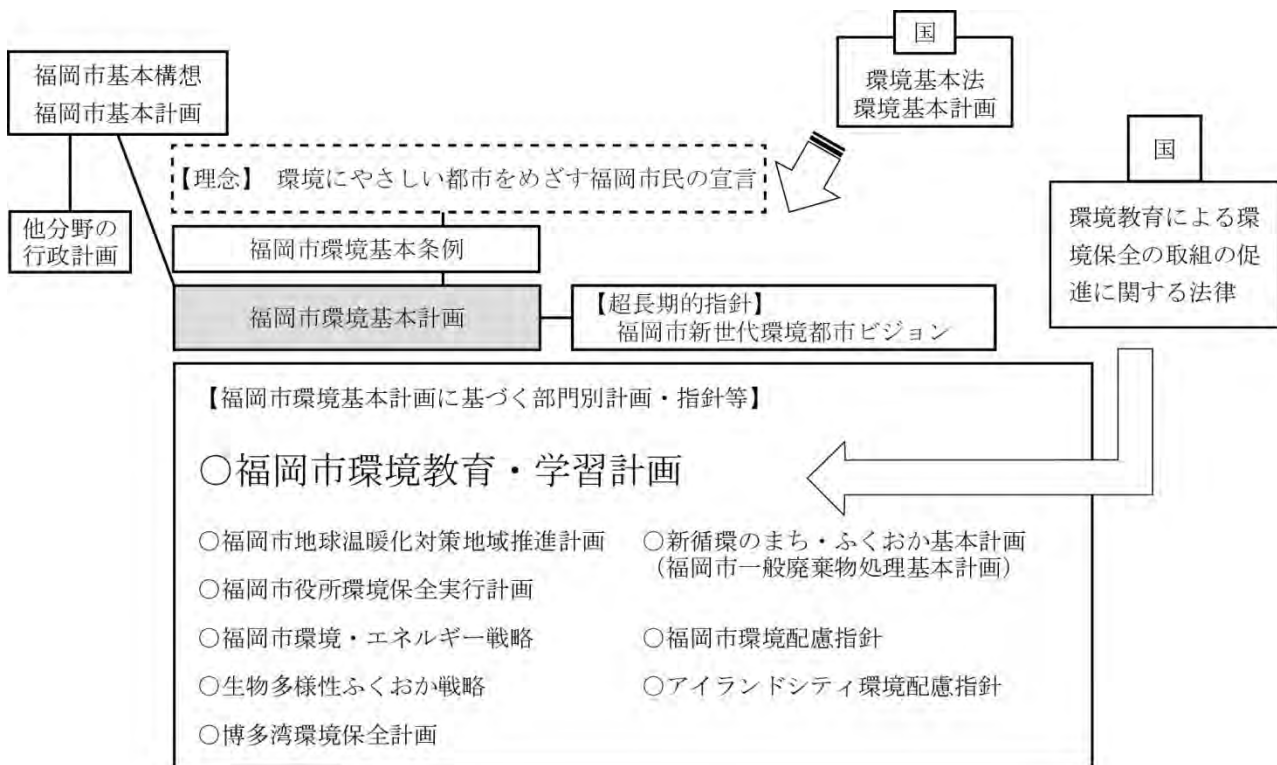 福岡市基本構想
福岡市基本計画
国
環境基本法
環境基本計画
【理念】 環境にやさしい都市をめざす福岡市民の宣言
国
環境教育による環
境保全の取組の促
進に関する法律
他分野の
行政計画
福岡市環境基本条例
福岡市環境基本計画
【超長期的指針】
福岡市新世代環境都市ビジョン
【福岡市環境基本計画に基づく部門別計画・指針等】
○福岡市環境教育・学習計画
○福岡市地球温暖化対策地域推進計画
○新循環のまち・ふくおか基本計画
（福岡市一般廃棄物処理基本計画）
○福岡市役所環境保全実行計画
○福岡市環境・エネルギー戦略
○福岡市環境配慮指針
○生物多様性ふくおか戦略
○アイランドシティ環境配慮指針
○博多湾環境保全計画